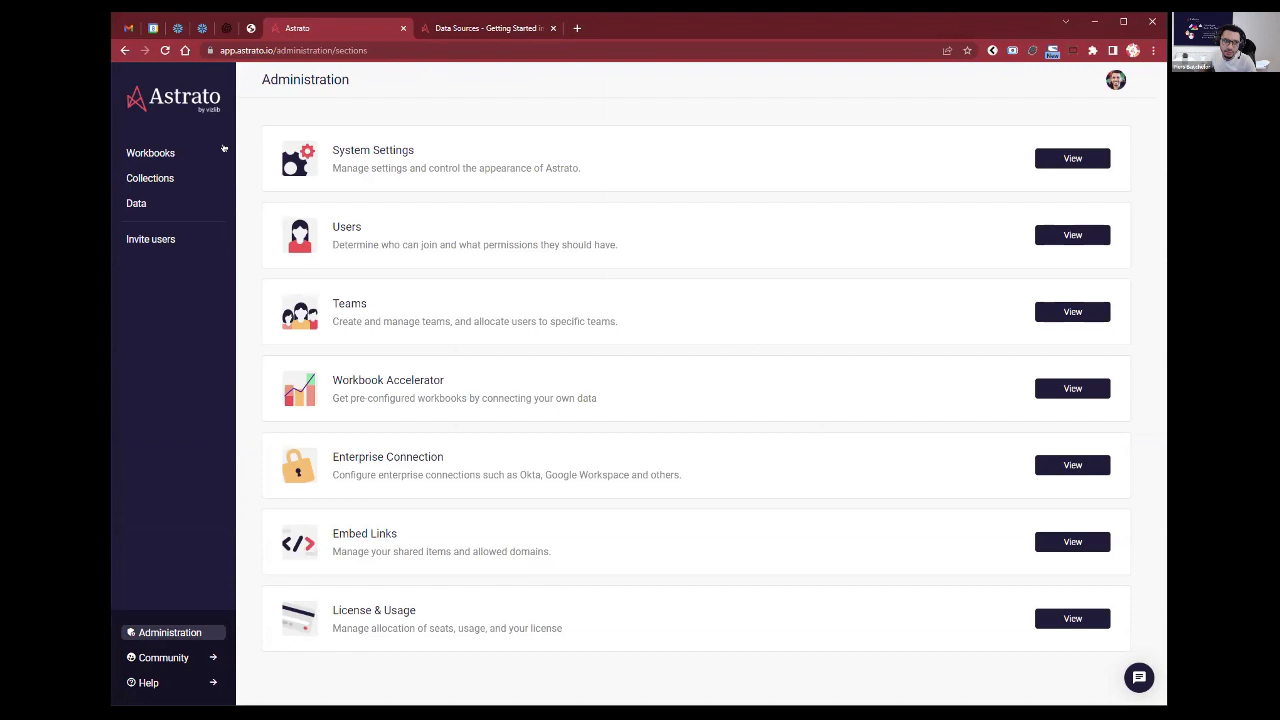 Astrato
Data Sources - Getting Started in
app.astrato.io/administration/sections
New
Piers Batchelor
Astrato
by vizlib
Workbooks
Collections
Data
Invite users
Administration
Community
Help
Administration
System Settings
Manage settings and control the appearance of Astrato.
View
Users
Determine who can join and what permissions they should have.
View
Teams
Create and manage teams, and allocate users to specific teams.
View
Workbook Accelerator
Get pre-configured workbooks by connecting your own data
View
Enterprise Connection
Configure enterprise connections such as Okta, Google Workspace and others.
View
Embed Links
Manage your shared items and allowed domains.
View
License & Usage
Manage allocation of seats, usage, and your license
View